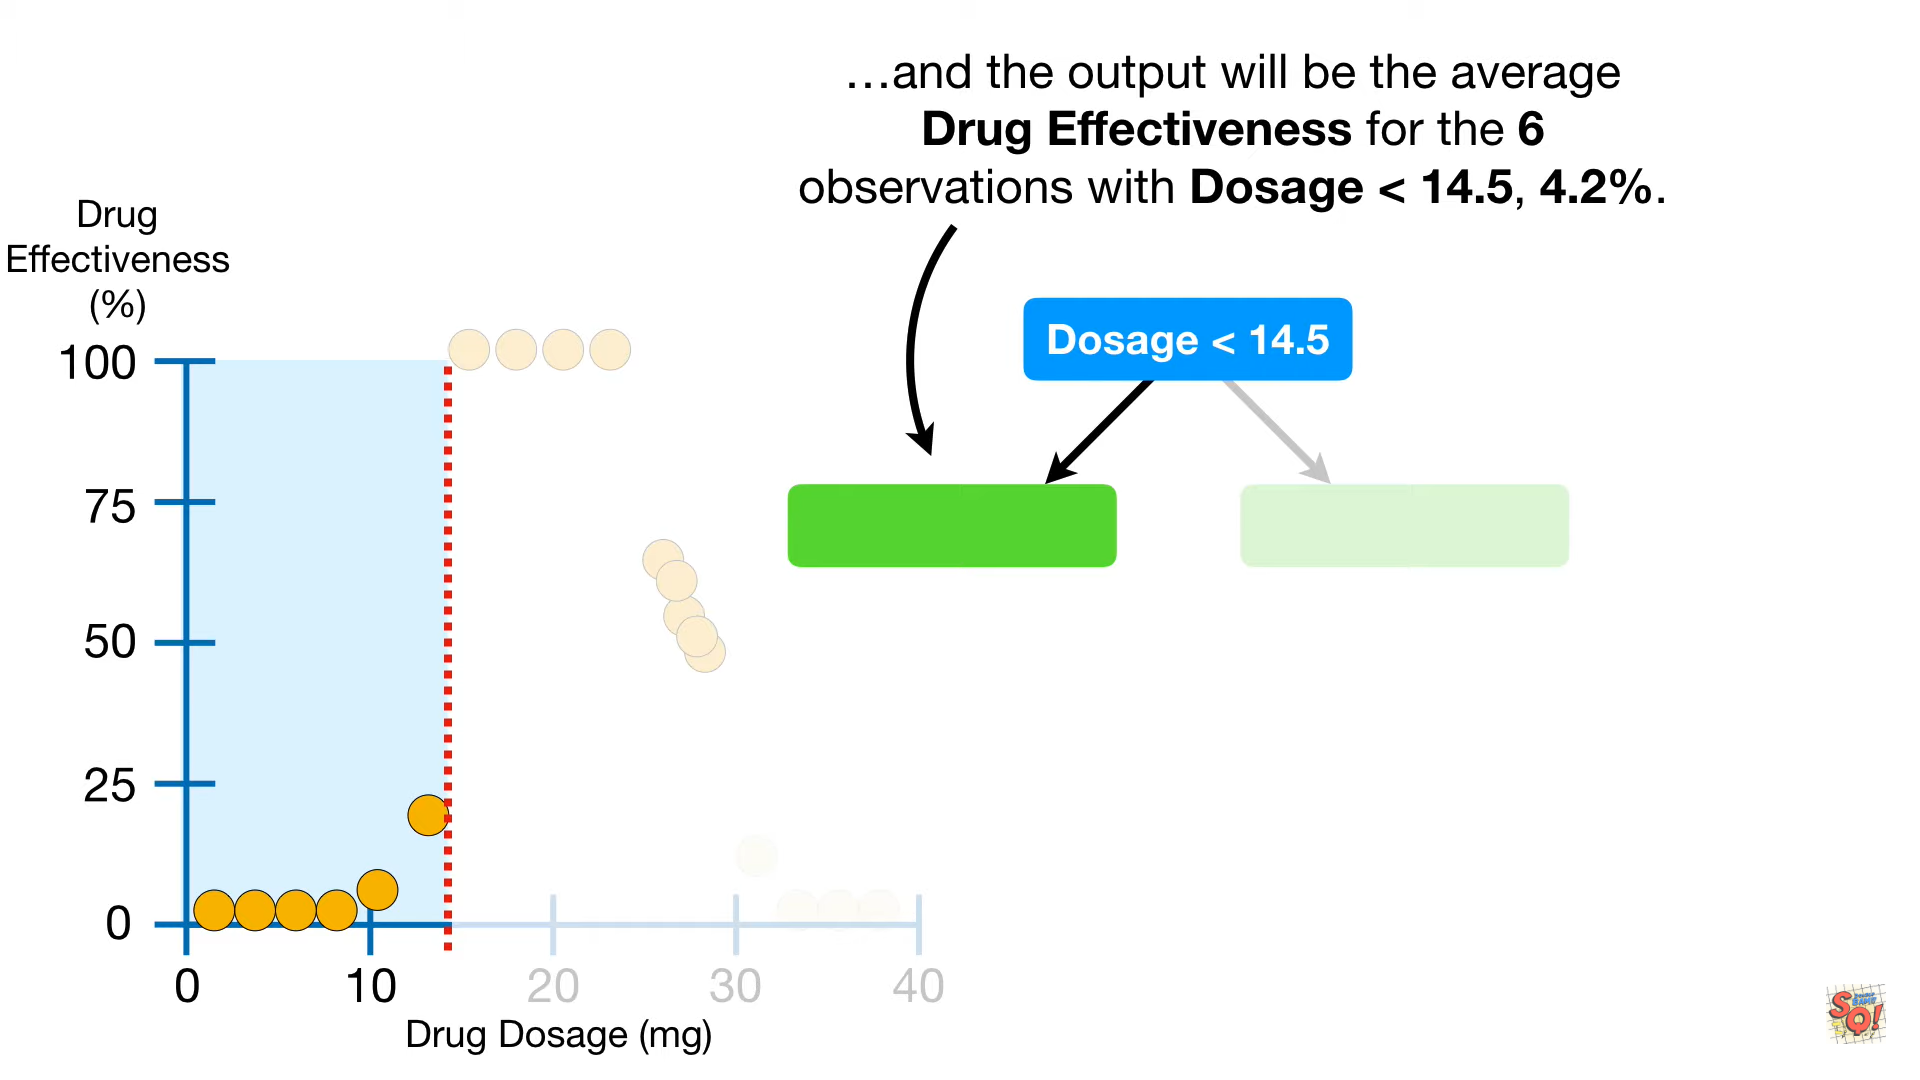 …and the output will be the average
Drug Effectiveness for the 6
observations with Dosage < 14.5, 4.2%.
Drug
Effectiveness
(%)
Dosage < 14.5
100
75
50
25
0
0 10 20 30 40
Drug Dosage (mg)
SQ!